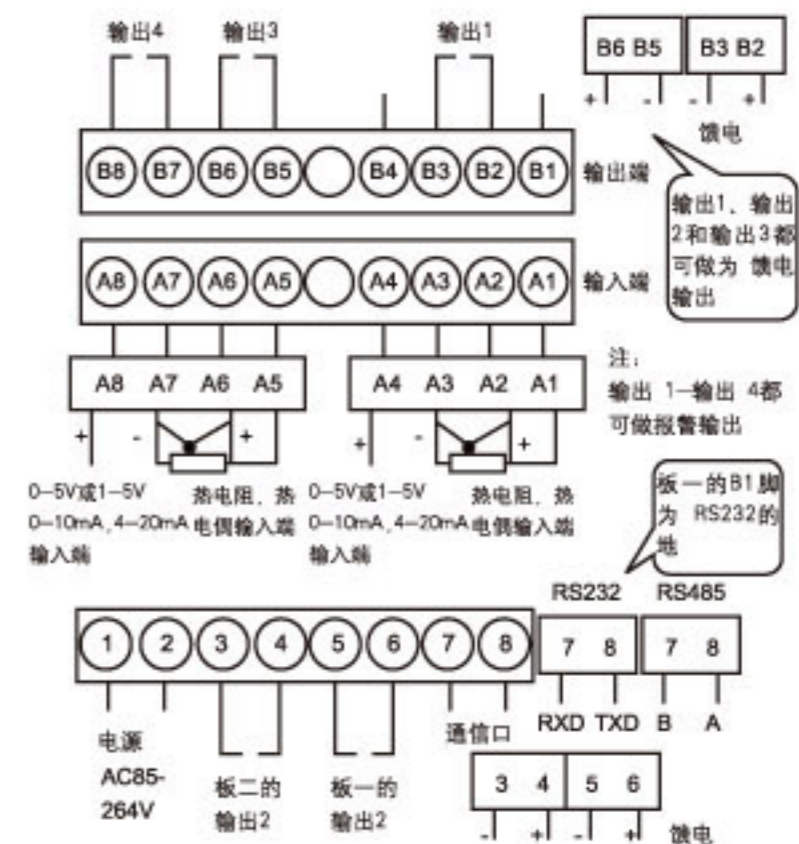 输出4 输出3 输出1
B6 B5 B3 B2
+ - - +
馈电
B8 B7 B6 B5 B4 B3 B2 B1 输出端
输出1、输出
2和输出3都
可做为 馈电
输出
A8 A7 A6 A5 A4 A3 A2 A1 输入端
A8 A7 A6 A5 A4 A3 A2 A1
+ - + + - +
注:
输出 1—输出 4都
可做报警输出
0—5V或1—5V
0—10mA,4—20mA
输入端
热电阻、热
电偶输入端
0—5V或1—5V
0—10mA,4—20mA
输入端
热电阻、热
电偶输入端
板一的B1脚
为 RS232的
地
RS232 RS485
1 2 3 4 5 6 7 8 7 8 7 8
RXD TXD B A
电源
AC85-
264V
板二的
输出2
板一的
输出2
通信口
3 4 5 6
- + - + 馈电